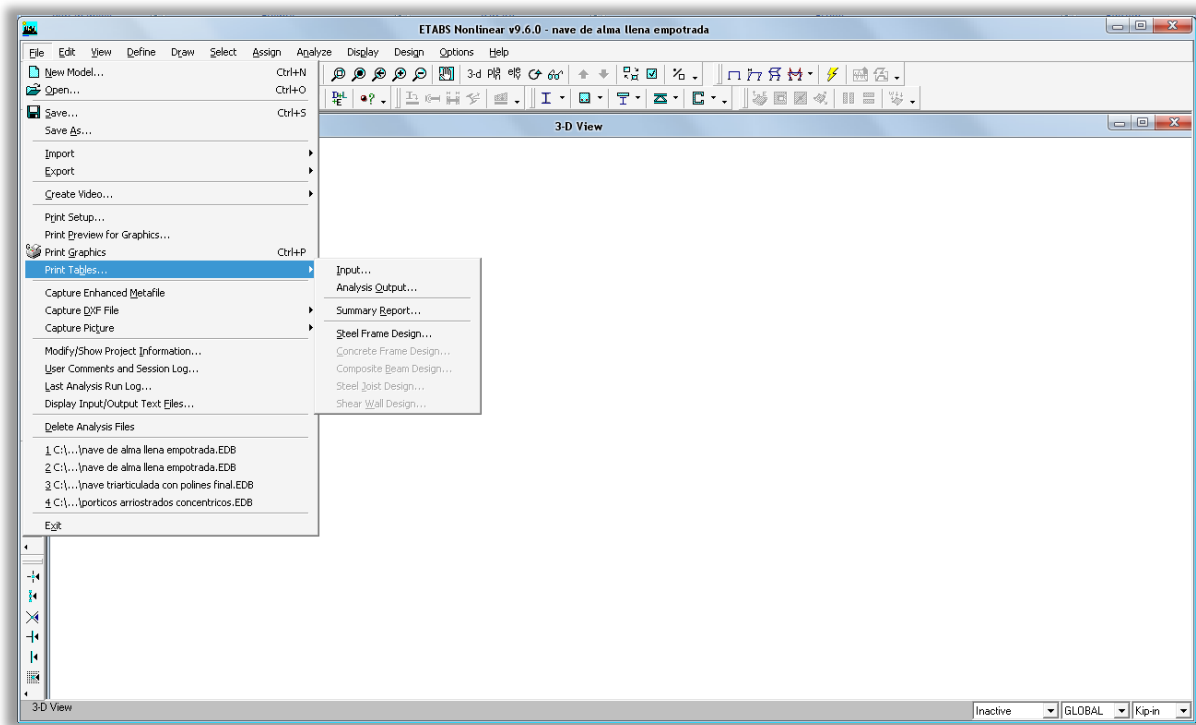 ETABS Nonlinear v9.6.0 - nave de alma llena empotrada
File Edit View Define Draw Select Assign Analyze Display Design Options Help
New Model... Ctrl+N
Open... Ctrl+O
Save... Ctrl+S
Save As...
Import
Export
Create Video...
Print Setup...
Print Preview for Graphics...
Print Graphics Ctrl+P
Print Tables...
Capture Enhanced Metafile
Capture DXF File
Capture Picture
Modify/Show Project Information...
User Comments and Session Log...
Last Analysis Run Log...
Display Input/Output Text Files...
Delete Analysis Files
1 C:\...\nave de alma llena empotrada.EDB
2 C:\...\nave de alma llena empotrada.EDB
3 C:\...\nave triarticulada con polines final.EDB
4 C:\...\porticos arriostrados concentricos.EDB
Exit
Input...
Analysis Output...
Summary Report...
Steel Frame Design...
Concrete Frame Design...
Composite Beam Design...
Steel Joist Design...
Shear Wall Design...
3-d
3-D View
3-D View
Inactive GLOBAL Kip-in